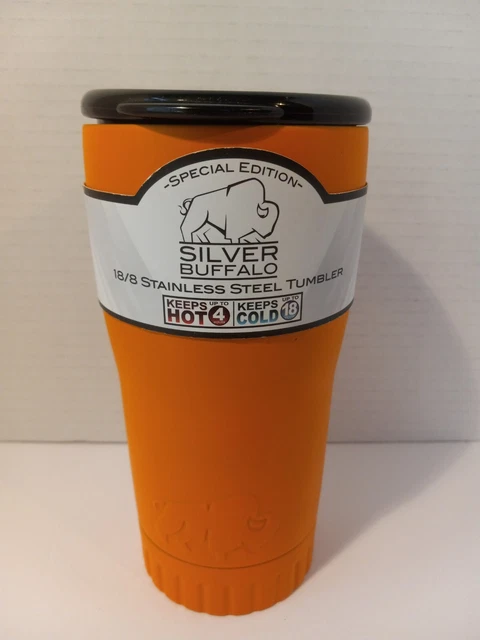 -SPECIAL EDITION-
SILVER
BUFFALO
18/8 STAINLESS STEEL TUMBLER
KEEPS UP TO KEEPS UP TO
HOT 4 COLD 18